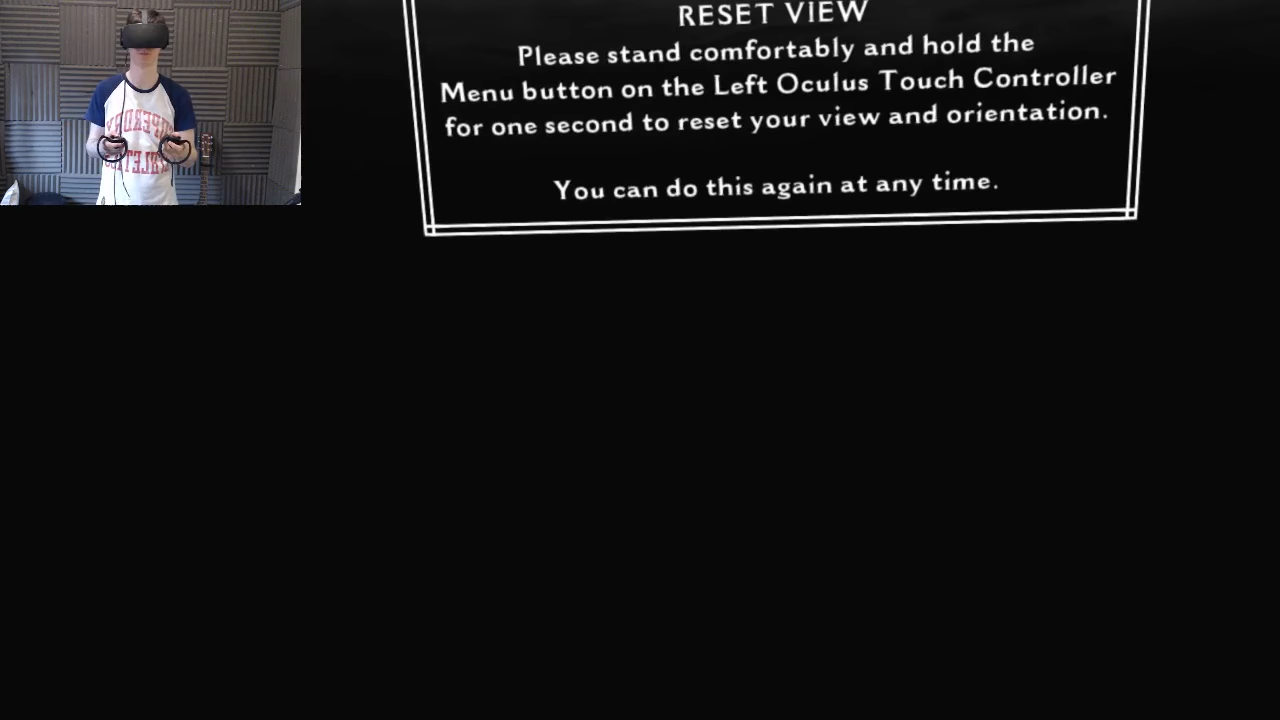 RESET VIEW
Please stand comfortably and hold the
Menu button on the Left Oculus Touch Controller
for one second to reset your view and orientation.
You can do this again at any time.